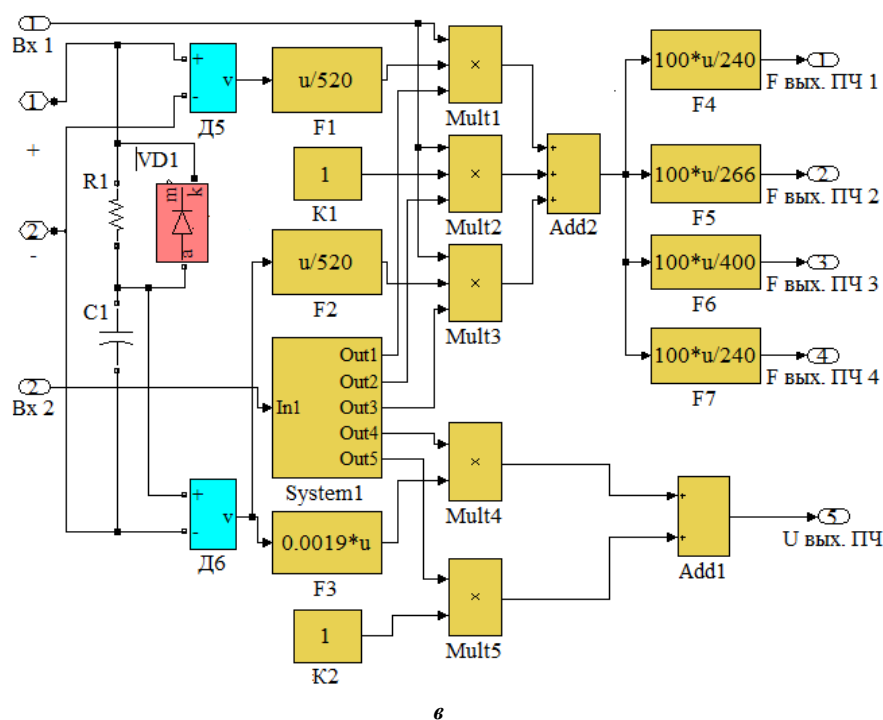 1
Вх 1
1
+
2
-
R1
VD1
m
k
a
C1
2
Вх 2
+
-
v
Д5
+
-
v
Д6
u/520
F1
1
К1
u/520
F2
In1
Out1
Out2
Out3
Out4
Out5
System1
0.0019*u
F3
1
К2
×
Mult1
×
Mult2
×
Mult3
×
Mult4
×
Mult5
+
+
+
Add2
+
+
Add1
100*u/240
F4
1
F вых. ПЧ 1
100*u/266
F5
2
F вых. ПЧ 2
100*u/400
F6
3
F вых. ПЧ 3
100*u/240
F7
4
F вых. ПЧ 4
5
U вых. ПЧ
в